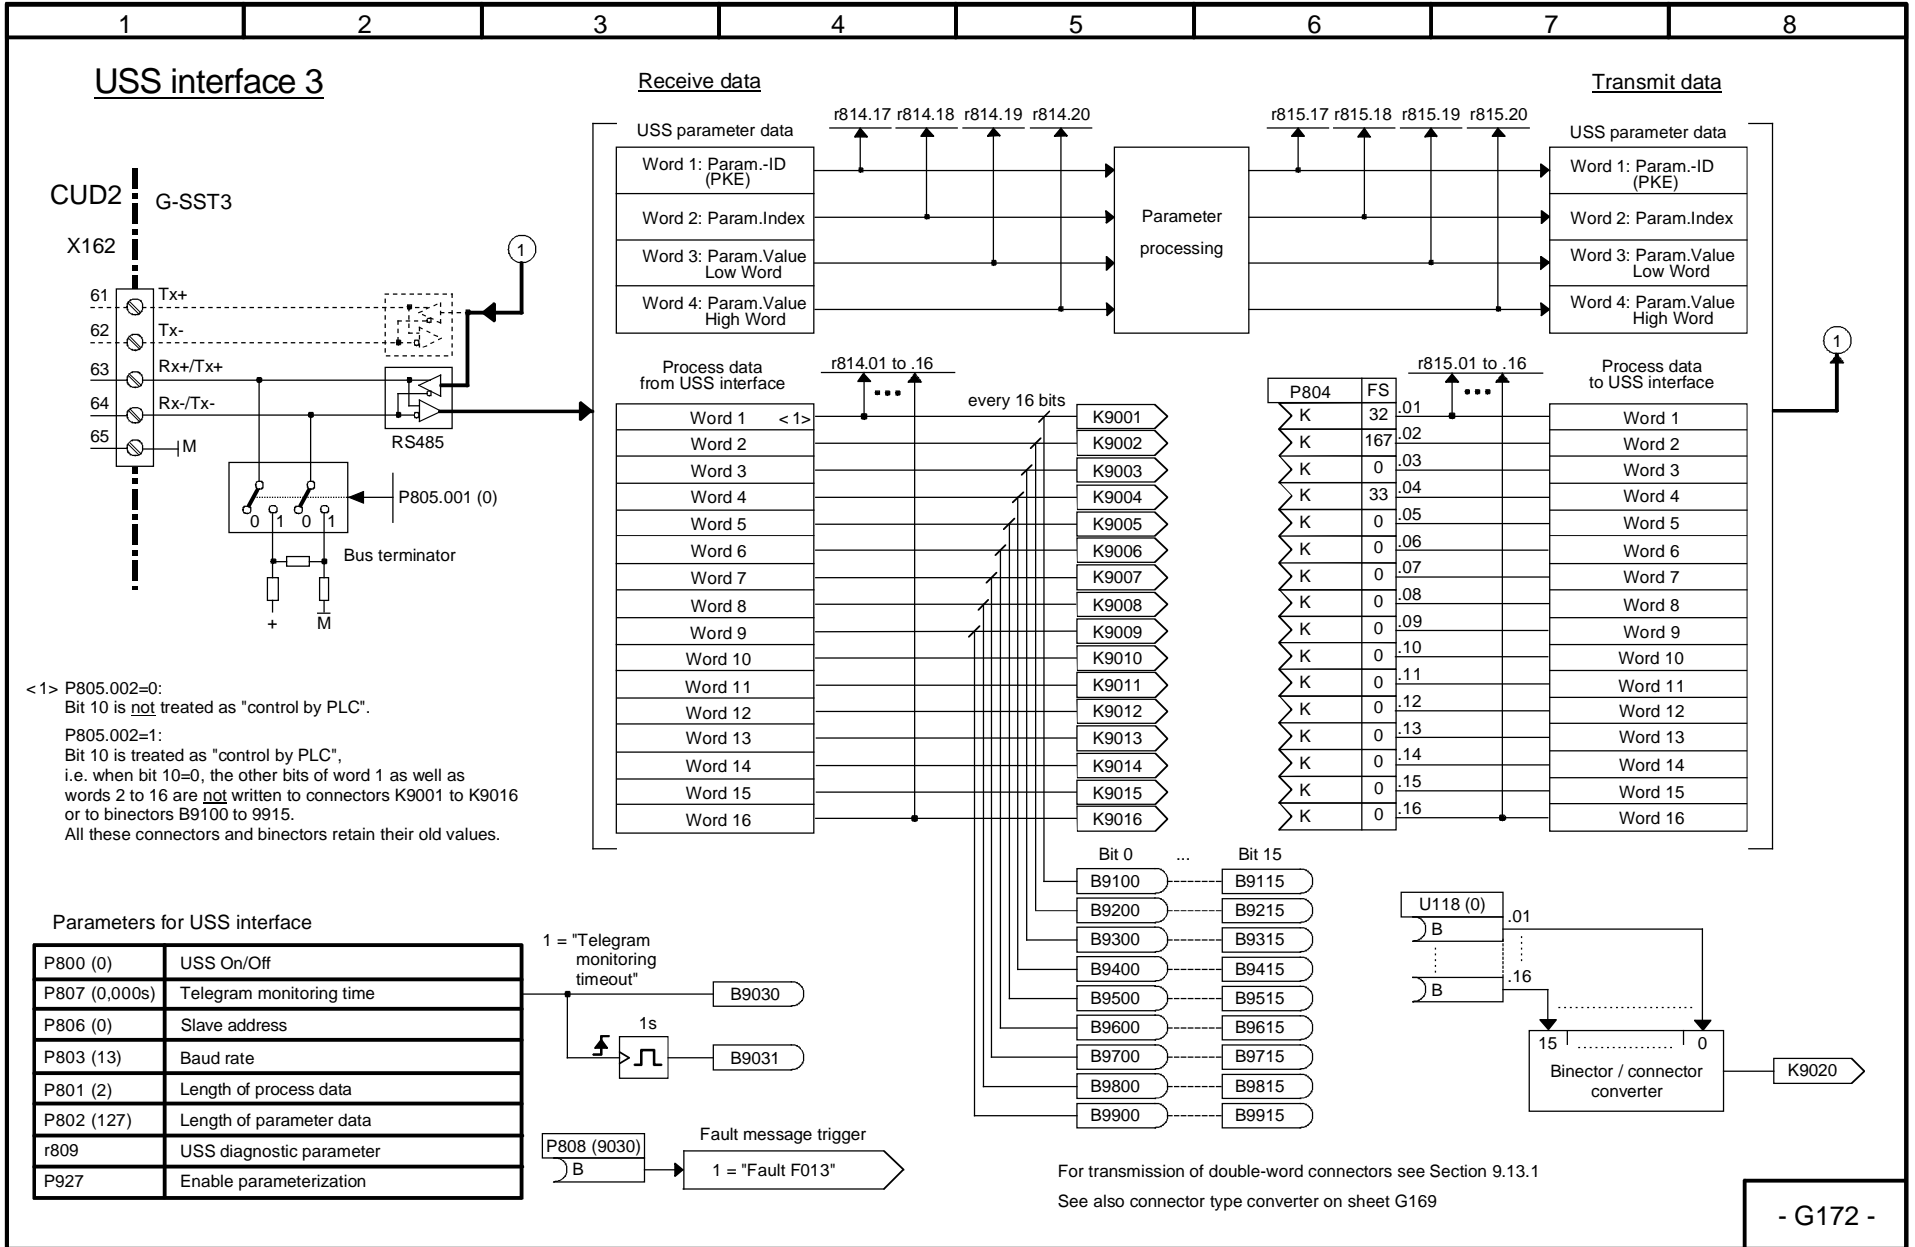 1 2 3 4 5 6 7 8
USS interface 3
Receive data
Transmit data
r814.17 r814.18 r814.19 r814.20
r815.17 r815.18 r815.19 r815.20
USS parameter data
USS parameter data
Word 1: Param.-ID
(PKE)
Word 2: Param.Index
Word 3: Param.Value
Low Word
Word 4: Param.Value
High Word
Parameter
processing
Word 1: Param.-ID
(PKE)
Word 2: Param.Index
Word 3: Param.Value
Low Word
Word 4: Param.Value
High Word
CUD2
G-SST3
X162
1
61 Tx+
62 Tx-
63 Rx+/Tx+
64 Rx-/Tx-
65 M
RS485
P805.001 (0)
0 1 0 1
Bus terminator
+ M
1
Process data
from USS interface
r814.01 to .16
every 16 bits
r815.01 to .16
Process data
to USS interface
P804 FS
Word 1 <1> K9001 K 32 .01 Word 1
Word 2 K9002 K 167 .02 Word 2
Word 3 K9003 K 0 .03 Word 3
Word 4 K9004 K 33 .04 Word 4
Word 5 K9005 K 0 .05 Word 5
Word 6 K9006 K 0 .06 Word 6
Word 7 K9007 K 0 .07 Word 7
Word 8 K9008 K 0 .08 Word 8
Word 9 K9009 K 0 .09 Word 9
Word 10 K9010 K 0 .10 Word 10
Word 11 K9011 K 0 .11 Word 11
Word 12 K9012 K 0 .12 Word 12
Word 13 K9013 K 0 .13 Word 13
Word 14 K9014 K 0 .14 Word 14
Word 15 K9015 K 0 .15 Word 15
Word 16 K9016 K 0 .16 Word 16
<1> P805.002=0:
Bit 10 is not treated as "control by PLC".
P805.002=1:
Bit 10 is treated as "control by PLC",
i.e. when bit 10=0, the other bits of word 1 as well as
words 2 to 16 are not written to connectors K9001 to K9016
or to binectors B9100 to 9915.
All these connectors and binectors retain their old values.
Bit 0 ... Bit 15
B9100 B9115
B9200 B9215
B9300 B9315
B9400 B9415
B9500 B9515
B9600 B9615
B9700 B9715
B9800 B9815
B9900 B9915
U118 (0)
B .01
B .16
15 0
Binector / connector
converter
K9020
Parameters for USS interface
P800 (0) USS On/Off
P807 (0,000s) Telegram monitoring time
P806 (0) Slave address
P803 (13) Baud rate
P801 (2) Length of process data
P802 (127) Length of parameter data
r809 USS diagnostic parameter
P927 Enable parameterization
1 = "Telegram
monitoring
timeout"
B9030
1s
B9031
P808 (9030)
B
Fault message trigger
1 = "Fault F013"
For transmission of double-word connectors see Section 9.13.1
See also connector type converter on sheet G169
- G172 -